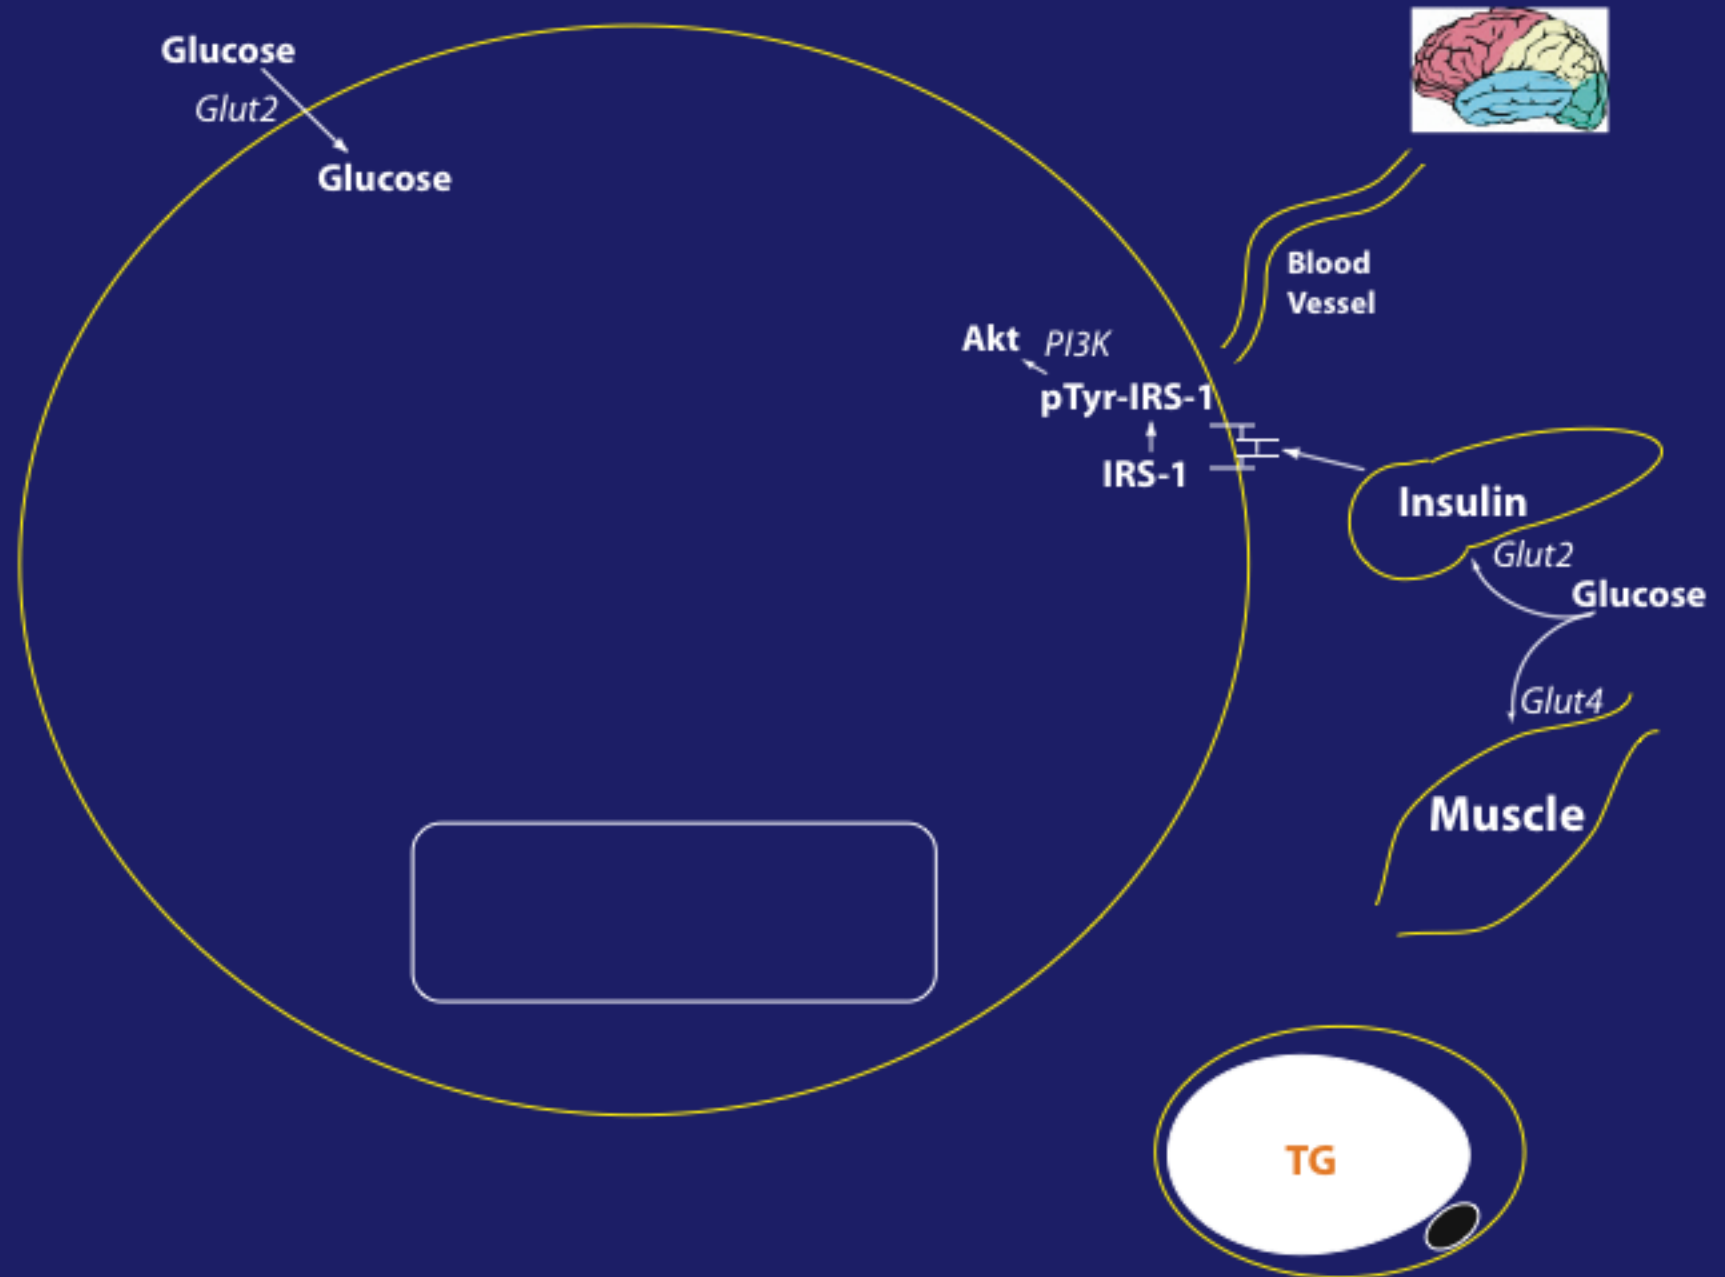 Glucose
Glut2
Glucose
Blood
Vessel
Akt PI3K
pTyr-IRS-1
IRS-1
Insulin
Glut2
Glucose
Glut4
Muscle
TG